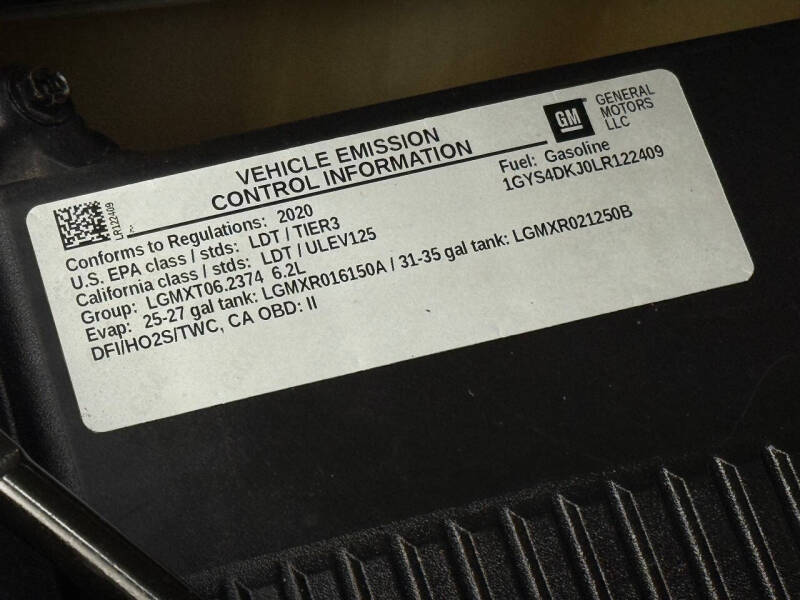 GM
GENERAL
MOTORS
LLC
VEHICLE EMISSION
CONTROL INFORMATION
Fuel: Gasoline
1GYS4DKJ0LR122409
LR122409
Conforms to Regulations: 2020
U.S. EPA class / stds: LDT / TIER3
California class / stds: LDT / ULEV125
Group: LGMXT06.2374 6.2L
Evap: 25-27 gal tank: LGMXR016150A / 31-35 gal tank: LGMXR021250B
DFI/HO2S/TWC, CA OBD: II